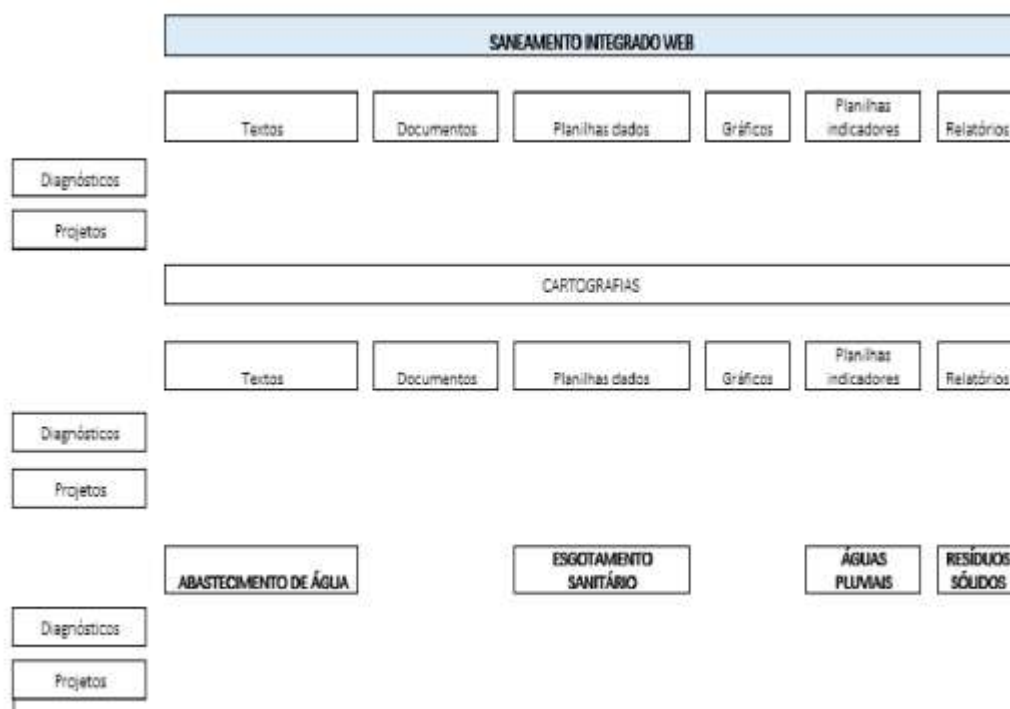 SANEAMENTO INTEGRADO WEB
Textos
Documentos
Planilhas dados
Gráficos
Planilhas
indicadores
Relatórios
Diagnósticos
Projetos
CARTOGRAFIAS
Textos
Documentos
Planilhas dados
Gráficos
Planilhas
indicadores
Relatórios
Diagnósticos
Projetos
ABASTECIMENTO DE ÁGUA
ESGOTAMENTO
SANITÁRIO
ÁGUAS
PLUVIAIS
RESÍDUOS
SÓLIDOS
Diagnósticos
Projetos